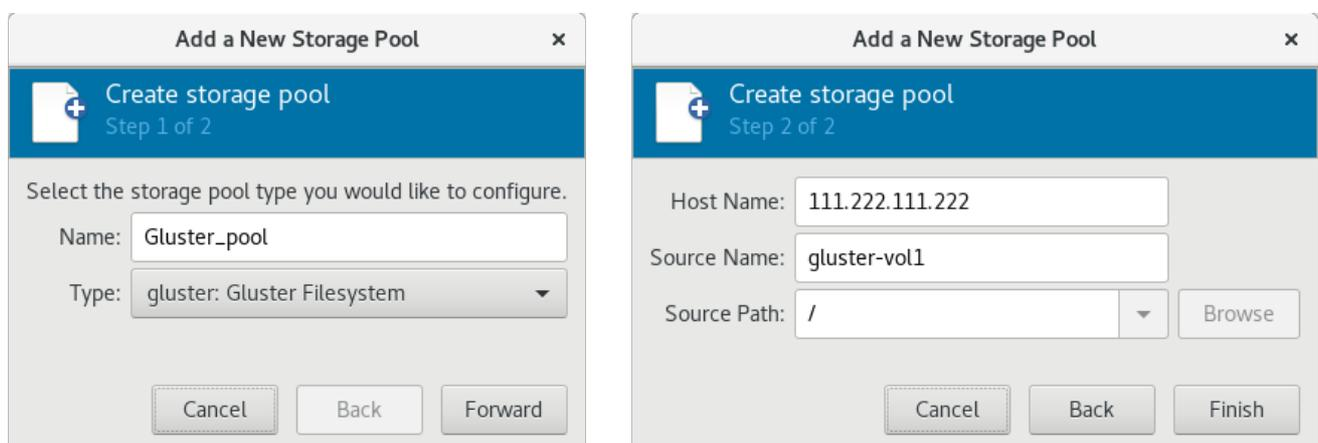 Add a New Storage Pool ×
Create storage pool
Step 1 of 2
Select the storage pool type you would like to configure.
Name: Gluster_pool
Type: gluster: Gluster Filesystem
Cancel Back Forward
Add a New Storage Pool ×
Create storage pool
Step 2 of 2
Host Name: 111.222.111.222
Source Name: gluster-vol1
Source Path: / Browse
Cancel Back Finish